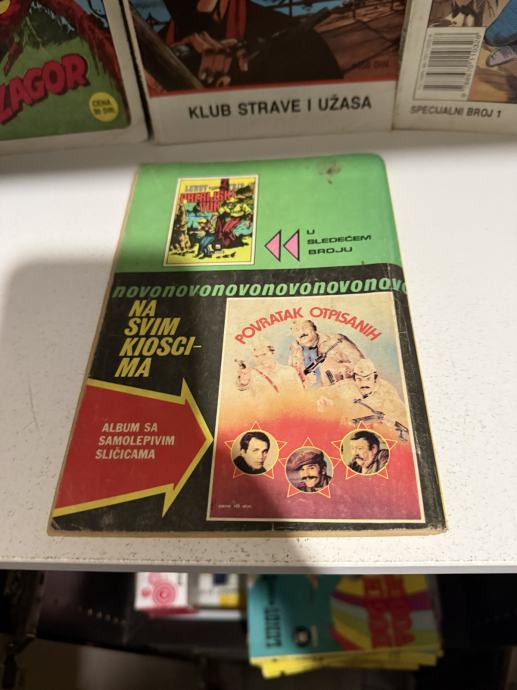 ZAGOR
CENA
KLUB STRAVE I UŽASA
SPECIJALNI BROJ 1
U
SLEDEĆEM
BROJU
novonovonovonovonovonovo
NA
SVIM
KIOSCI-
MA
POVRATAK OTPISANIH
ALBUM SA
SAMOLEPIVIM
SLIČICAMA